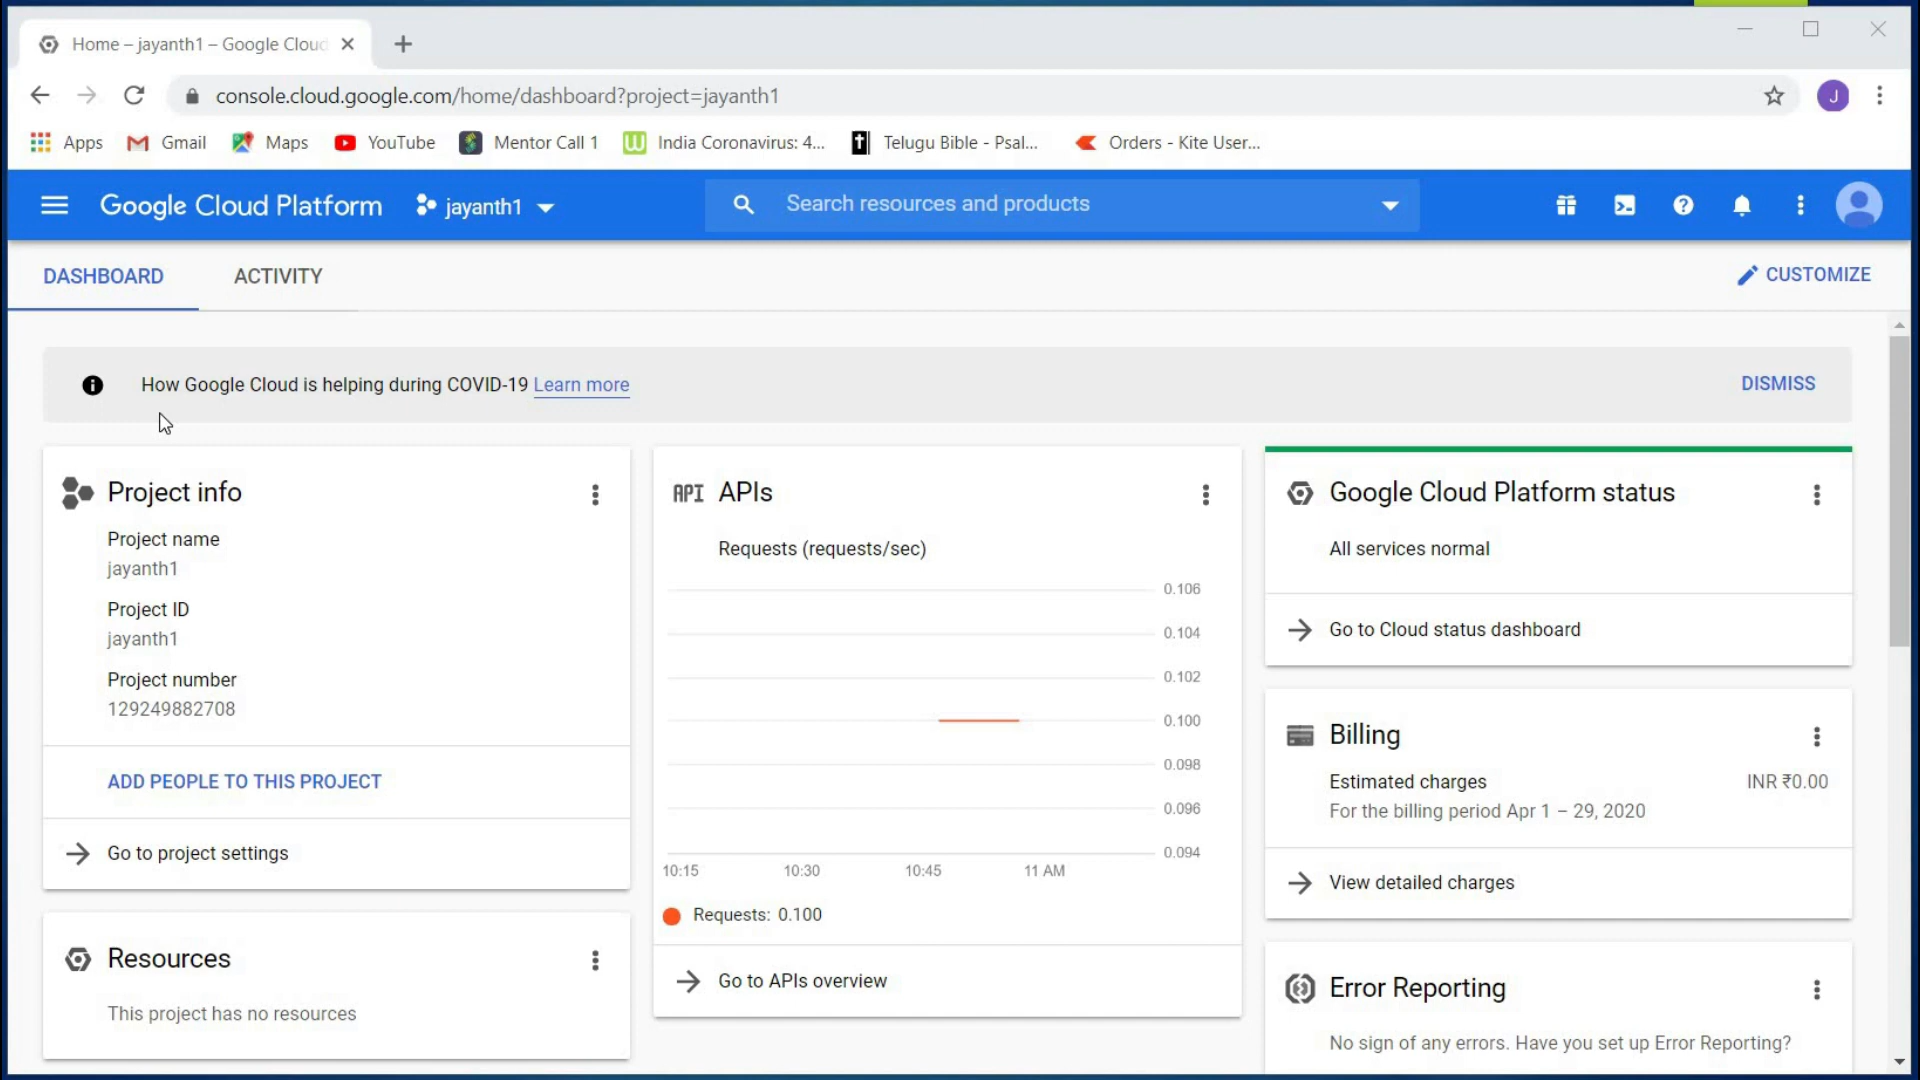 Home – jayanth1 – Google Cloud
console.cloud.google.com/home/dashboard?project=jayanth1
J
Apps
Gmail
Maps
YouTube
Mentor Call 1
India Coronavirus: 4...
Telugu Bible - Psal...
Orders - Kite User...
Google Cloud Platform
jayanth1
Search resources and products
DASHBOARD
ACTIVITY
CUSTOMIZE
How Google Cloud is helping during COVID-19 Learn more
DISMISS
Project info
Project name
jayanth1
Project ID
jayanth1
Project number
129249882708
ADD PEOPLE TO THIS PROJECT
Go to project settings
Resources
This project has no resources
API APIs
Requests (requests/sec)
0.106
0.104
0.102
0.100
0.098
0.096
0.094
10:15
10:30
10:45
11 AM
Requests: 0.100
Go to APIs overview
Google Cloud Platform status
All services normal
Go to Cloud status dashboard
Billing
Estimated charges
INR ₹0.00
For the billing period Apr 1 – 29, 2020
View detailed charges
Error Reporting
No sign of any errors. Have you set up Error Reporting?